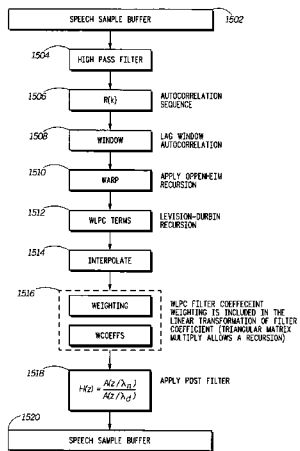 1502
SPEECH SAMPLE BUFFER
1504
HIGH PASS FILTER
1506
R(k)
AUTOCORRELATION
SEQUENCE
1508
WINDOW
LAG WINDOW
AUTOCORRELATION
1510
WARP
APPLY OPPENHEIM
RECURSION
1512
WLPC TERMS
LEVISION-DURBIN
RECURSION
1514
INTERPOLATE
1516
WEIGHTING
WCOEFFS
WLPC FILTER COEFFECEINT
WEIGHTING IS INCLUDED IN THE
LINEAR TRANSFORMATION OF FILTER
COEFFICIENT (TRIANGULAR MATRIX
MULTIPLY ALLOWS A RECURSION)
1518
H(z) = A(z/λn) / A(z/λd)
APPLY POST FILTER
1520
SPEECH SAMPLE BUFFER